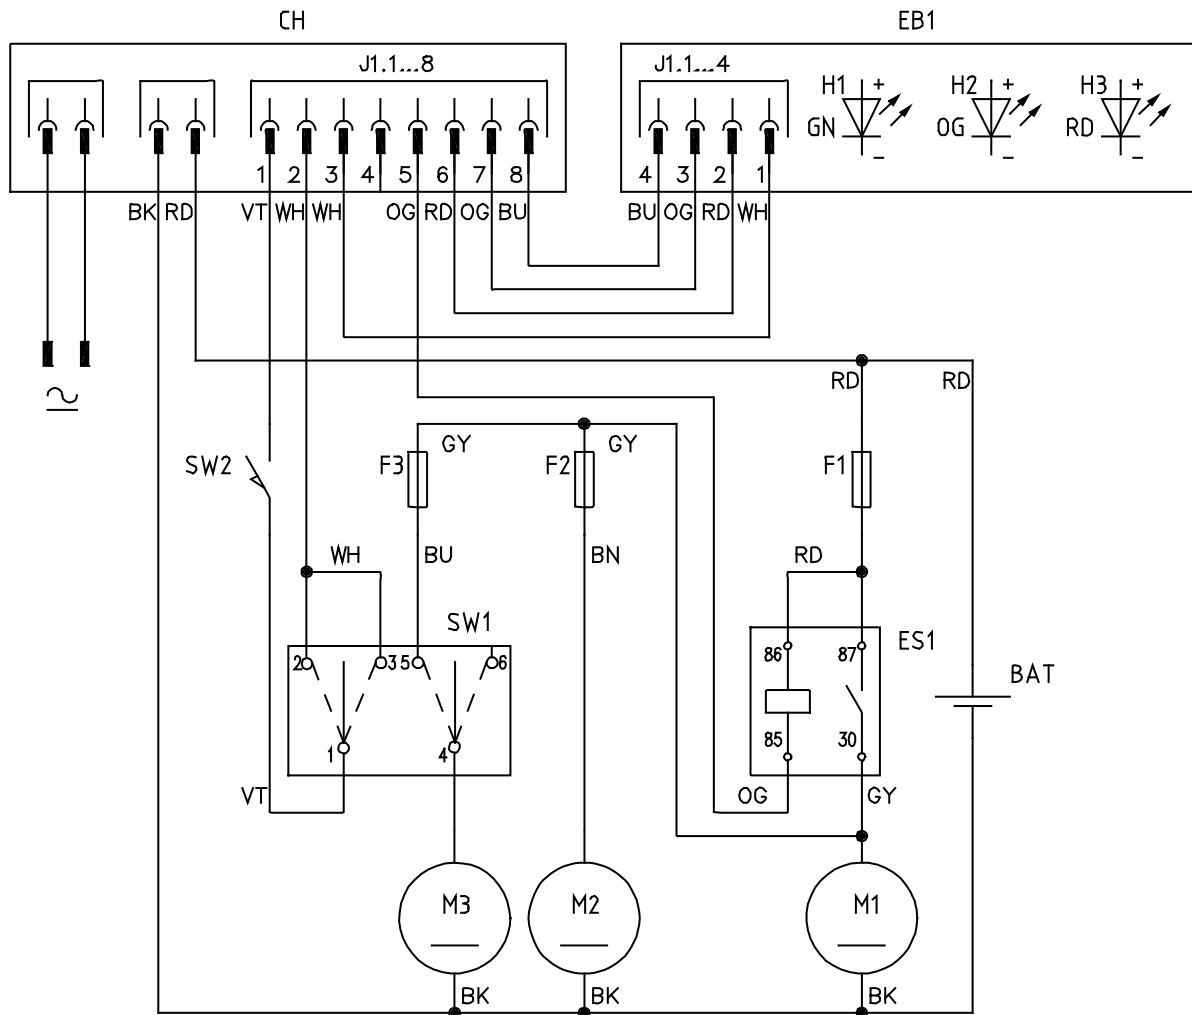 CH EB1
J1.1...8 J1.1...4
H1 + H2 + H3 +
GN OG RD
- - -
1 2 3 4 5 6 7 8 4 3 2 1
BK RD VT WH WH OG RD OG BU BU OG RD WH
RD RD
GY GY
SW2 F3 F2 F1
WH BU BN RD
SW1 ES1
2 3 5 6 86 87
BAT
1 4 85 30
VT OG GY
M3 M2 M1
BK BK BK